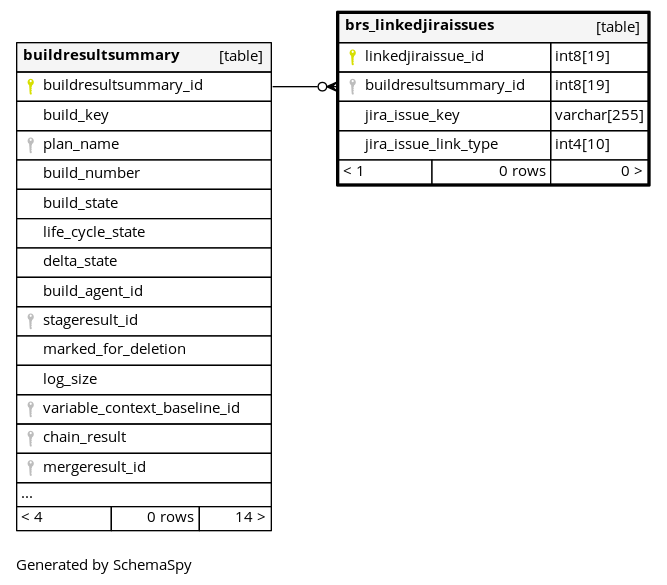 buildresultsummary [table]
buildresultsummary_id
build_key
plan_name
build_number
build_state
life_cycle_state
delta_state
build_agent_id
stageresult_id
marked_for_deletion
log_size
variable_context_baseline_id
chain_result
mergeresult_id
...
< 4 0 rows 14 >
brs_linkedjiraissues [table]
linkedjiraissue_id int8[19]
buildresultsummary_id int8[19]
jira_issue_key varchar[255]
jira_issue_link_type int4[10]
< 1 0 rows 0 >
Generated by SchemaSpy